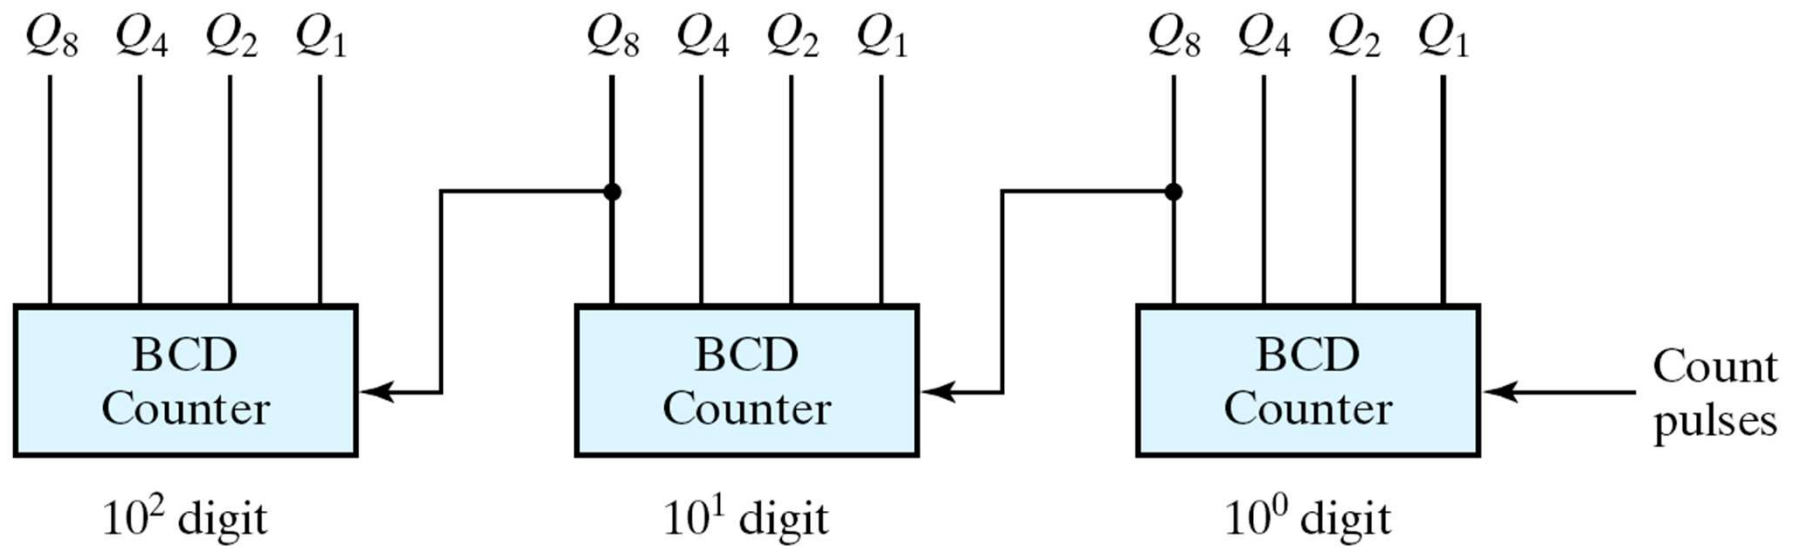 Q₈ Q₄ Q₂ Q₁ Q₈ Q₄ Q₂ Q₁ Q₈ Q₄ Q₂ Q₁
BCD
Counter
BCD
Counter
BCD
Counter
Count
pulses
10² digit
10¹ digit
10⁰ digit